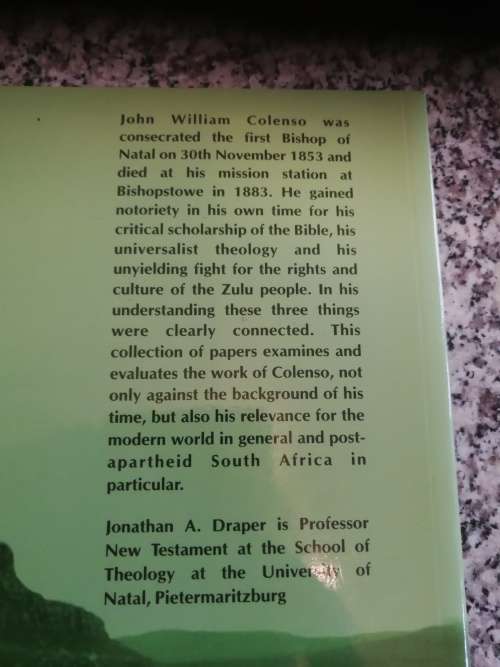 John William Colenso was
consecrated the first Bishop of
Natal on 30th November 1853 and
died at his mission station at
Bishopstowe in 1883. He gained
notoriety in his own time for his
critical scholarship of the Bible, his
universalist theology and his
unyielding fight for the rights and
culture of the Zulu people. In his
understanding these three things
were clearly connected. This
collection of papers examines and
evaluates the work of Colenso, not
only against the background of his
time, but also his relevance for the
modern world in general and post-
apartheid South Africa in
particular.
Jonathan A. Draper is Professor
New Testament at the School of
Theology at the University of
Natal, Pietermaritzburg